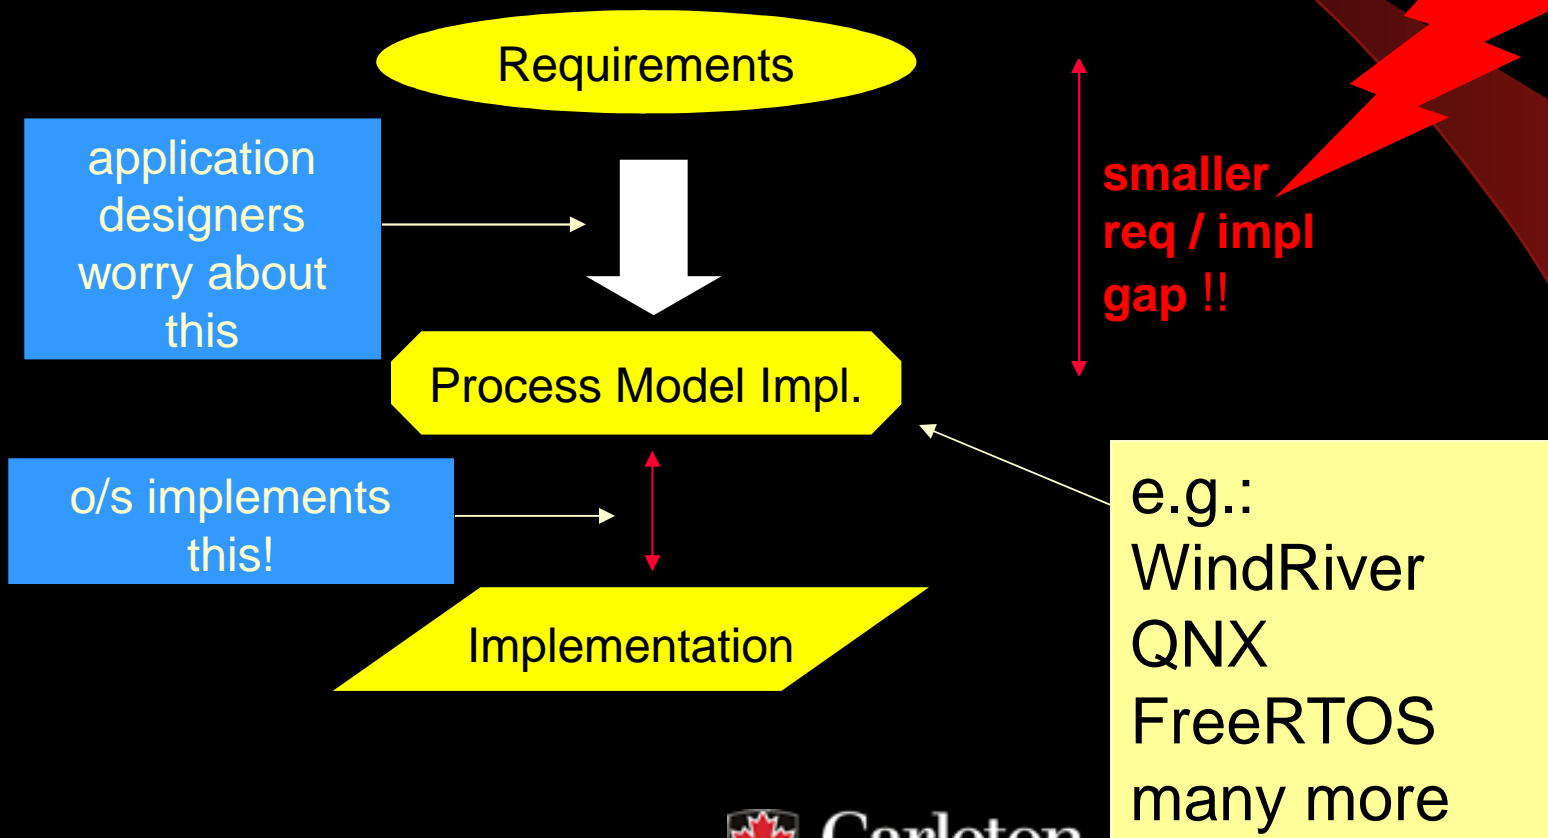 Requirements
application
designers
worry about
this
smaller
req / impl
gap !!
Process Model Impl.
o/s implements
this!
e.g.:
WindRiver
QNX
FreeRTOS
many more
Implementation
Carleton